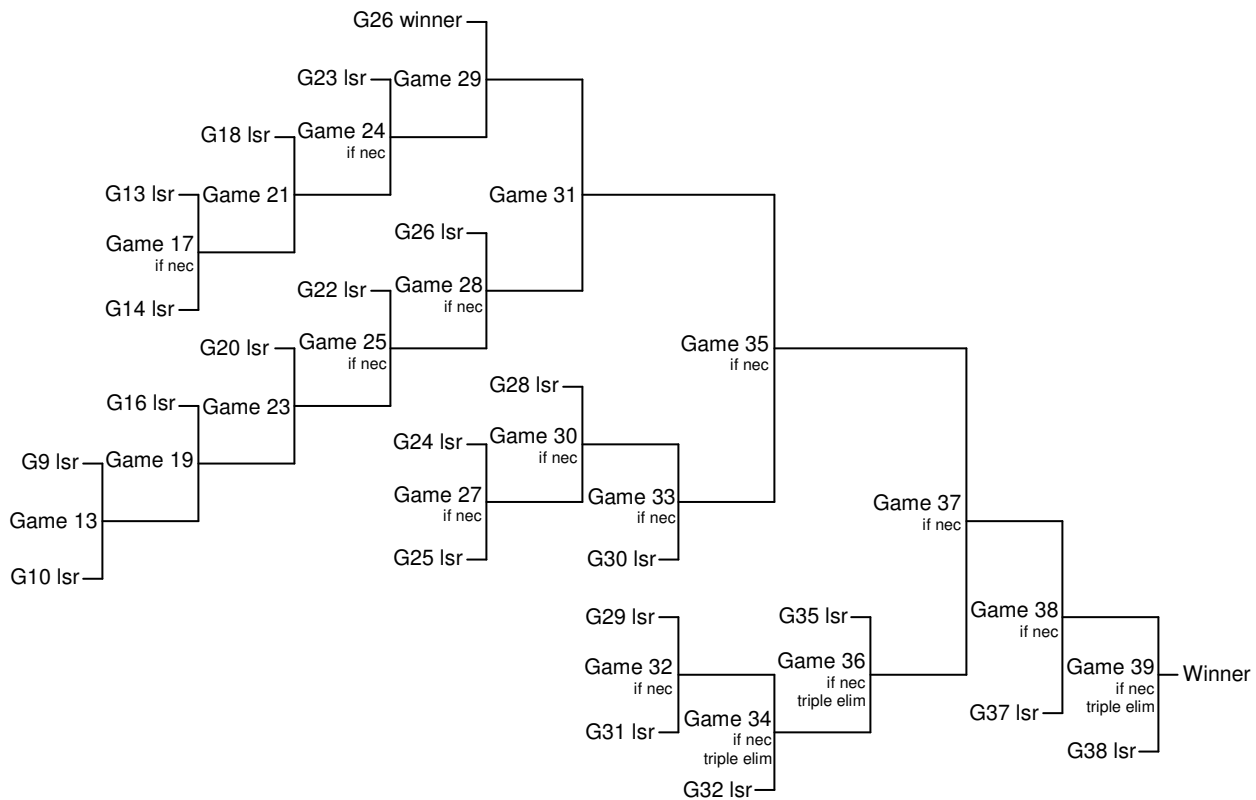 G26 winner
G23 lsr
Game 29
G18 lsr
Game 24
if nec
G13 lsr
Game 21
Game 31
G26 lsr
Game 17
if nec
G22 lsr
Game 28
if nec
G14 lsr
G20 lsr
Game 25
if nec
Game 35
if nec
G28 lsr
G16 lsr
Game 23
G24 lsr
Game 30
if nec
G9 lsr
Game 19
Game 27
if nec
Game 33
if nec
Game 37
if nec
Game 13
G25 lsr
G30 lsr
G10 lsr
G29 lsr
G35 lsr
Game 38
if nec
Game 32
if nec
Game 36
if nec
triple elim
Game 39
if nec
triple elim
Winner
G31 lsr
Game 34
if nec
triple elim
G37 lsr
G38 lsr
G32 lsr